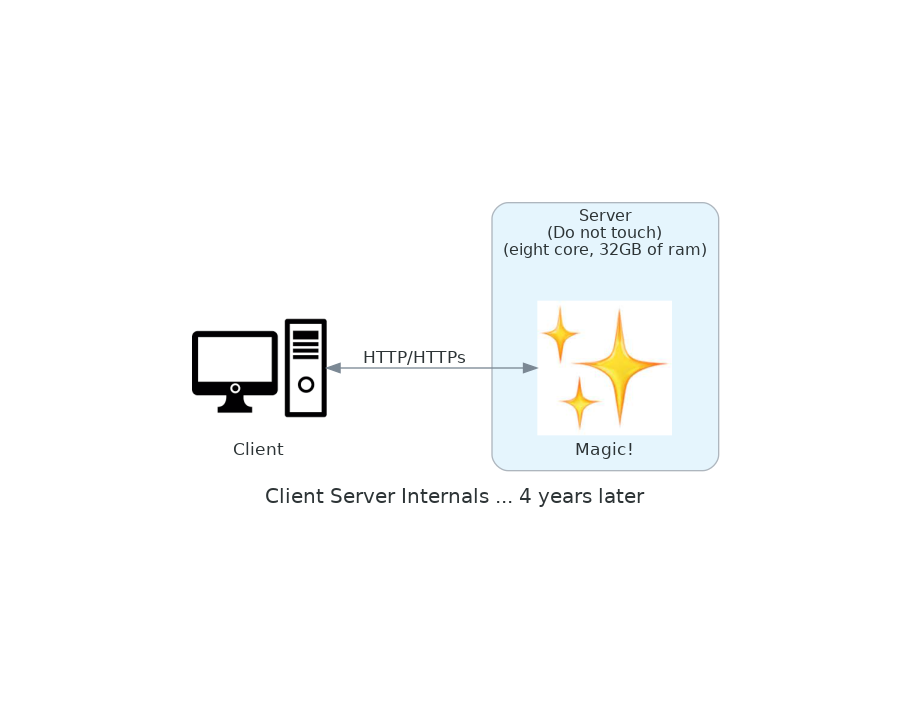 Server
(Do not touch)
(eight core, 32GB of ram)
HTTP/HTTPs
Client
Magic!
Client Server Internals ... 4 years later